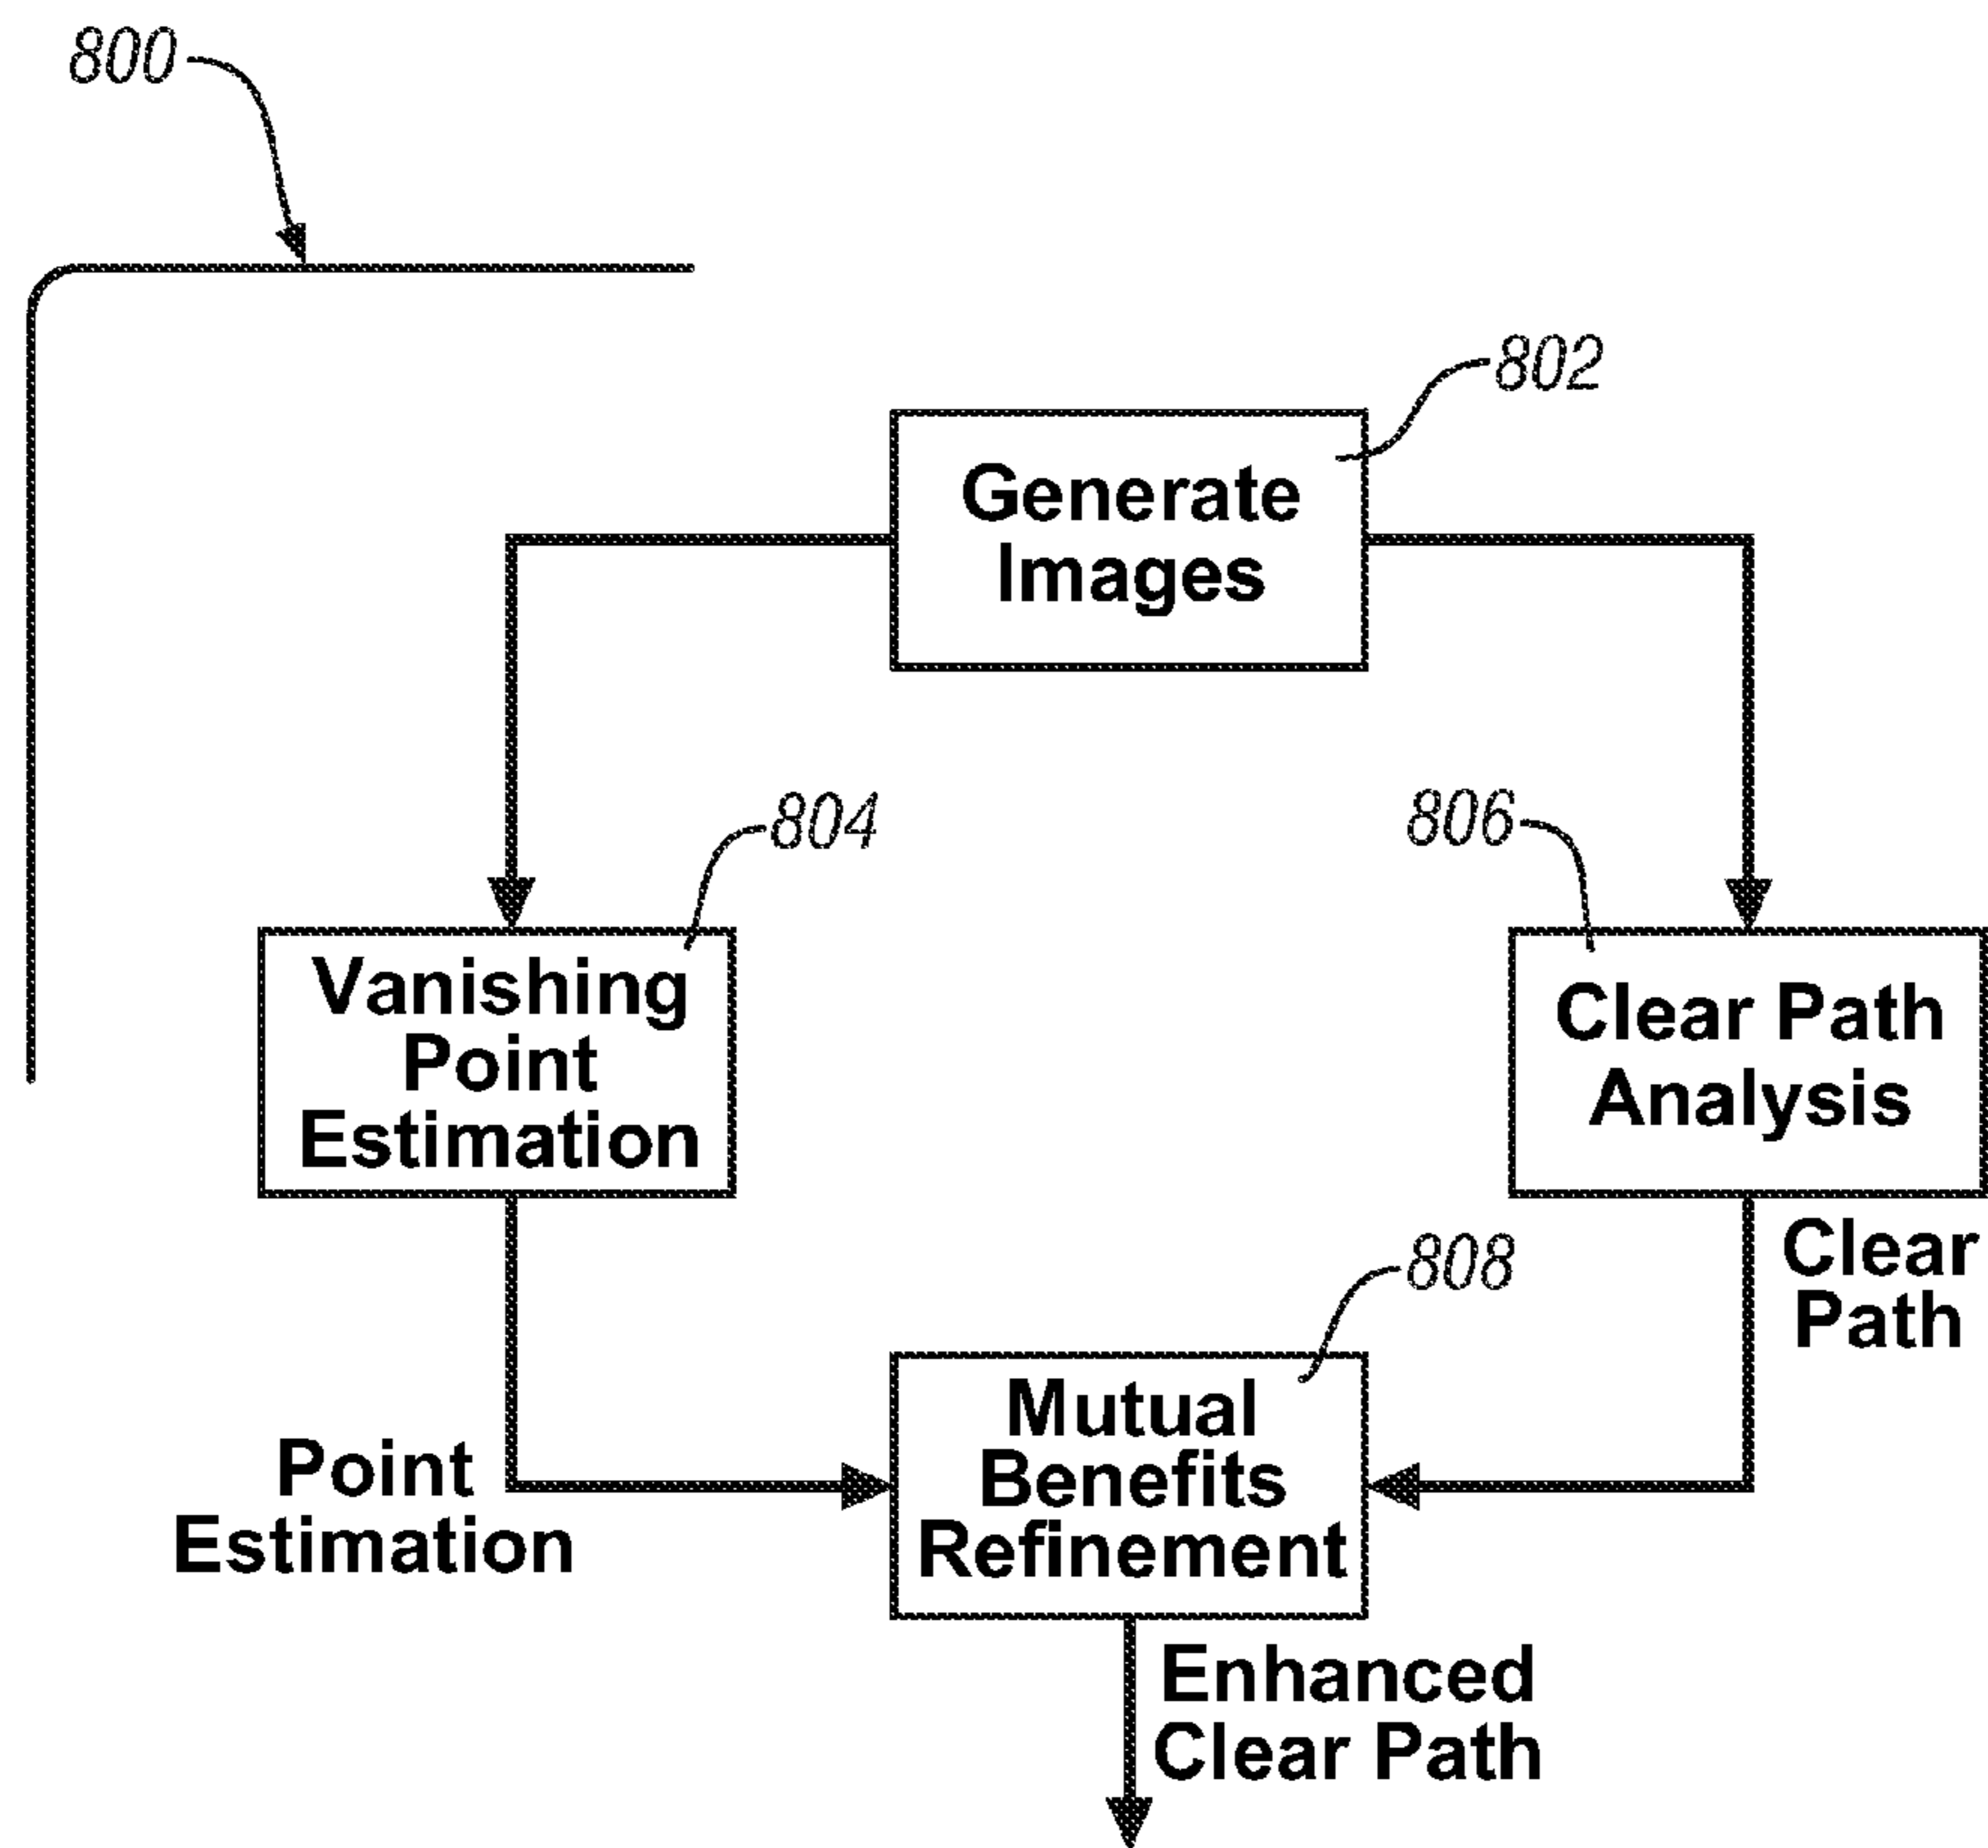 800
802
Generate
Images
804
806
Vanishing
Point
Estimation
Clear Path
Analysis
Clear
Path
808
Mutual
Benefits
Refinement
Point
Estimation
Enhanced
Clear Path